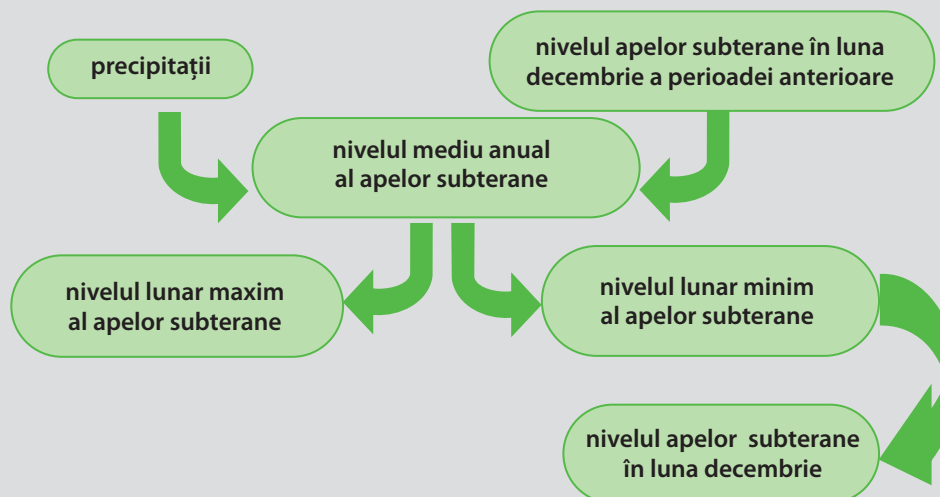 precipitații
nivelul apelor subterane în luna
decembrie a perioadei anterioare
nivelul mediu anual
al apelor subterane
nivelul lunar maxim
al apelor subterane
nivelul lunar minim
al apelor subterane
nivelul apelor subterane
în luna decembrie